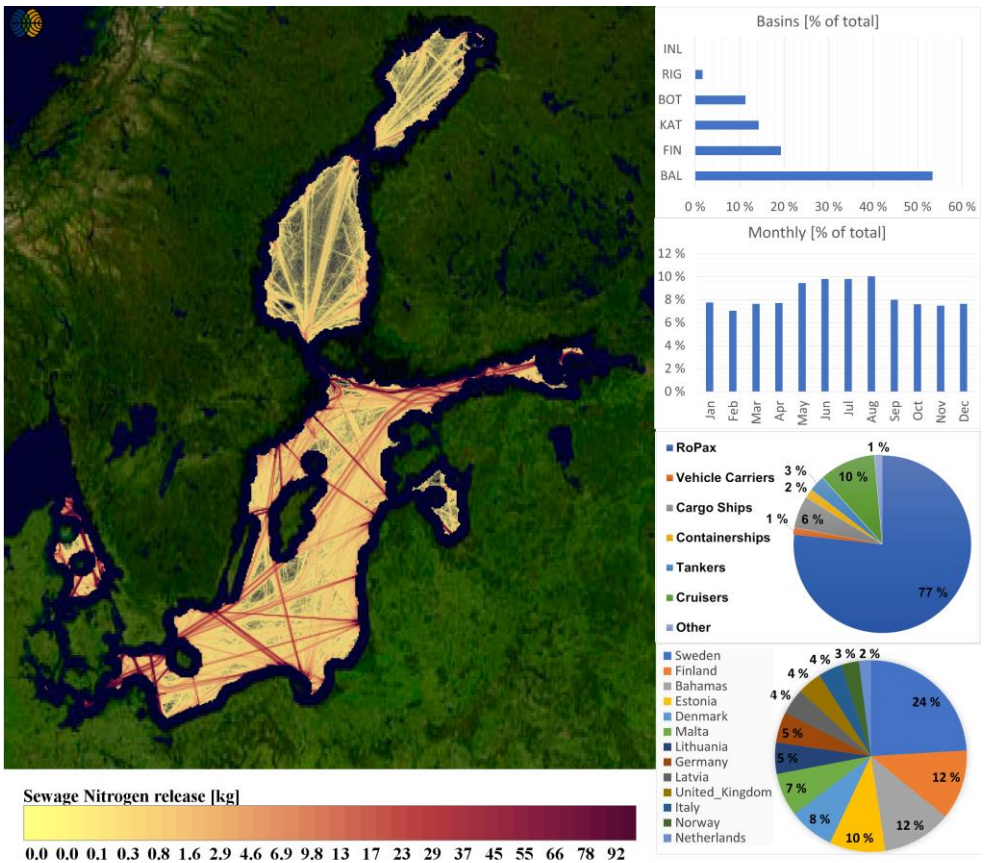 Basins [% of total]
INL
RIG
BOT
KAT
FIN
BAL
0 % 10 % 20 % 30 % 40 % 50 % 60 %
Monthly [% of total]
12 %
10 %
8 %
6 %
4 %
2 %
0 %
Jan Feb Mar Apr May Jun Jul Aug Sep Oct Nov Dec
RoPax
Vehicle Carriers
Cargo Ships
Containerships
Tankers
Cruisers
Other
1 %
10 %
3 %
2 %
6 %
1 %
77 %
Sweden
Finland
Bahamas
Estonia
Denmark
Malta
Lithuania
Germany
Latvia
United_Kingdom
Italy
Norway
Netherlands
4 % 3 % 2 %
4 %
4 %
5 %
5 %
7 %
8 %
10 %
12 %
12 %
24 %
Sewage Nitrogen release [kg]
0.0 0.0 0.1 0.3 0.8 1.6 2.9 4.6 6.9 9.8 13 17 23 29 37 45 55 66 78 92